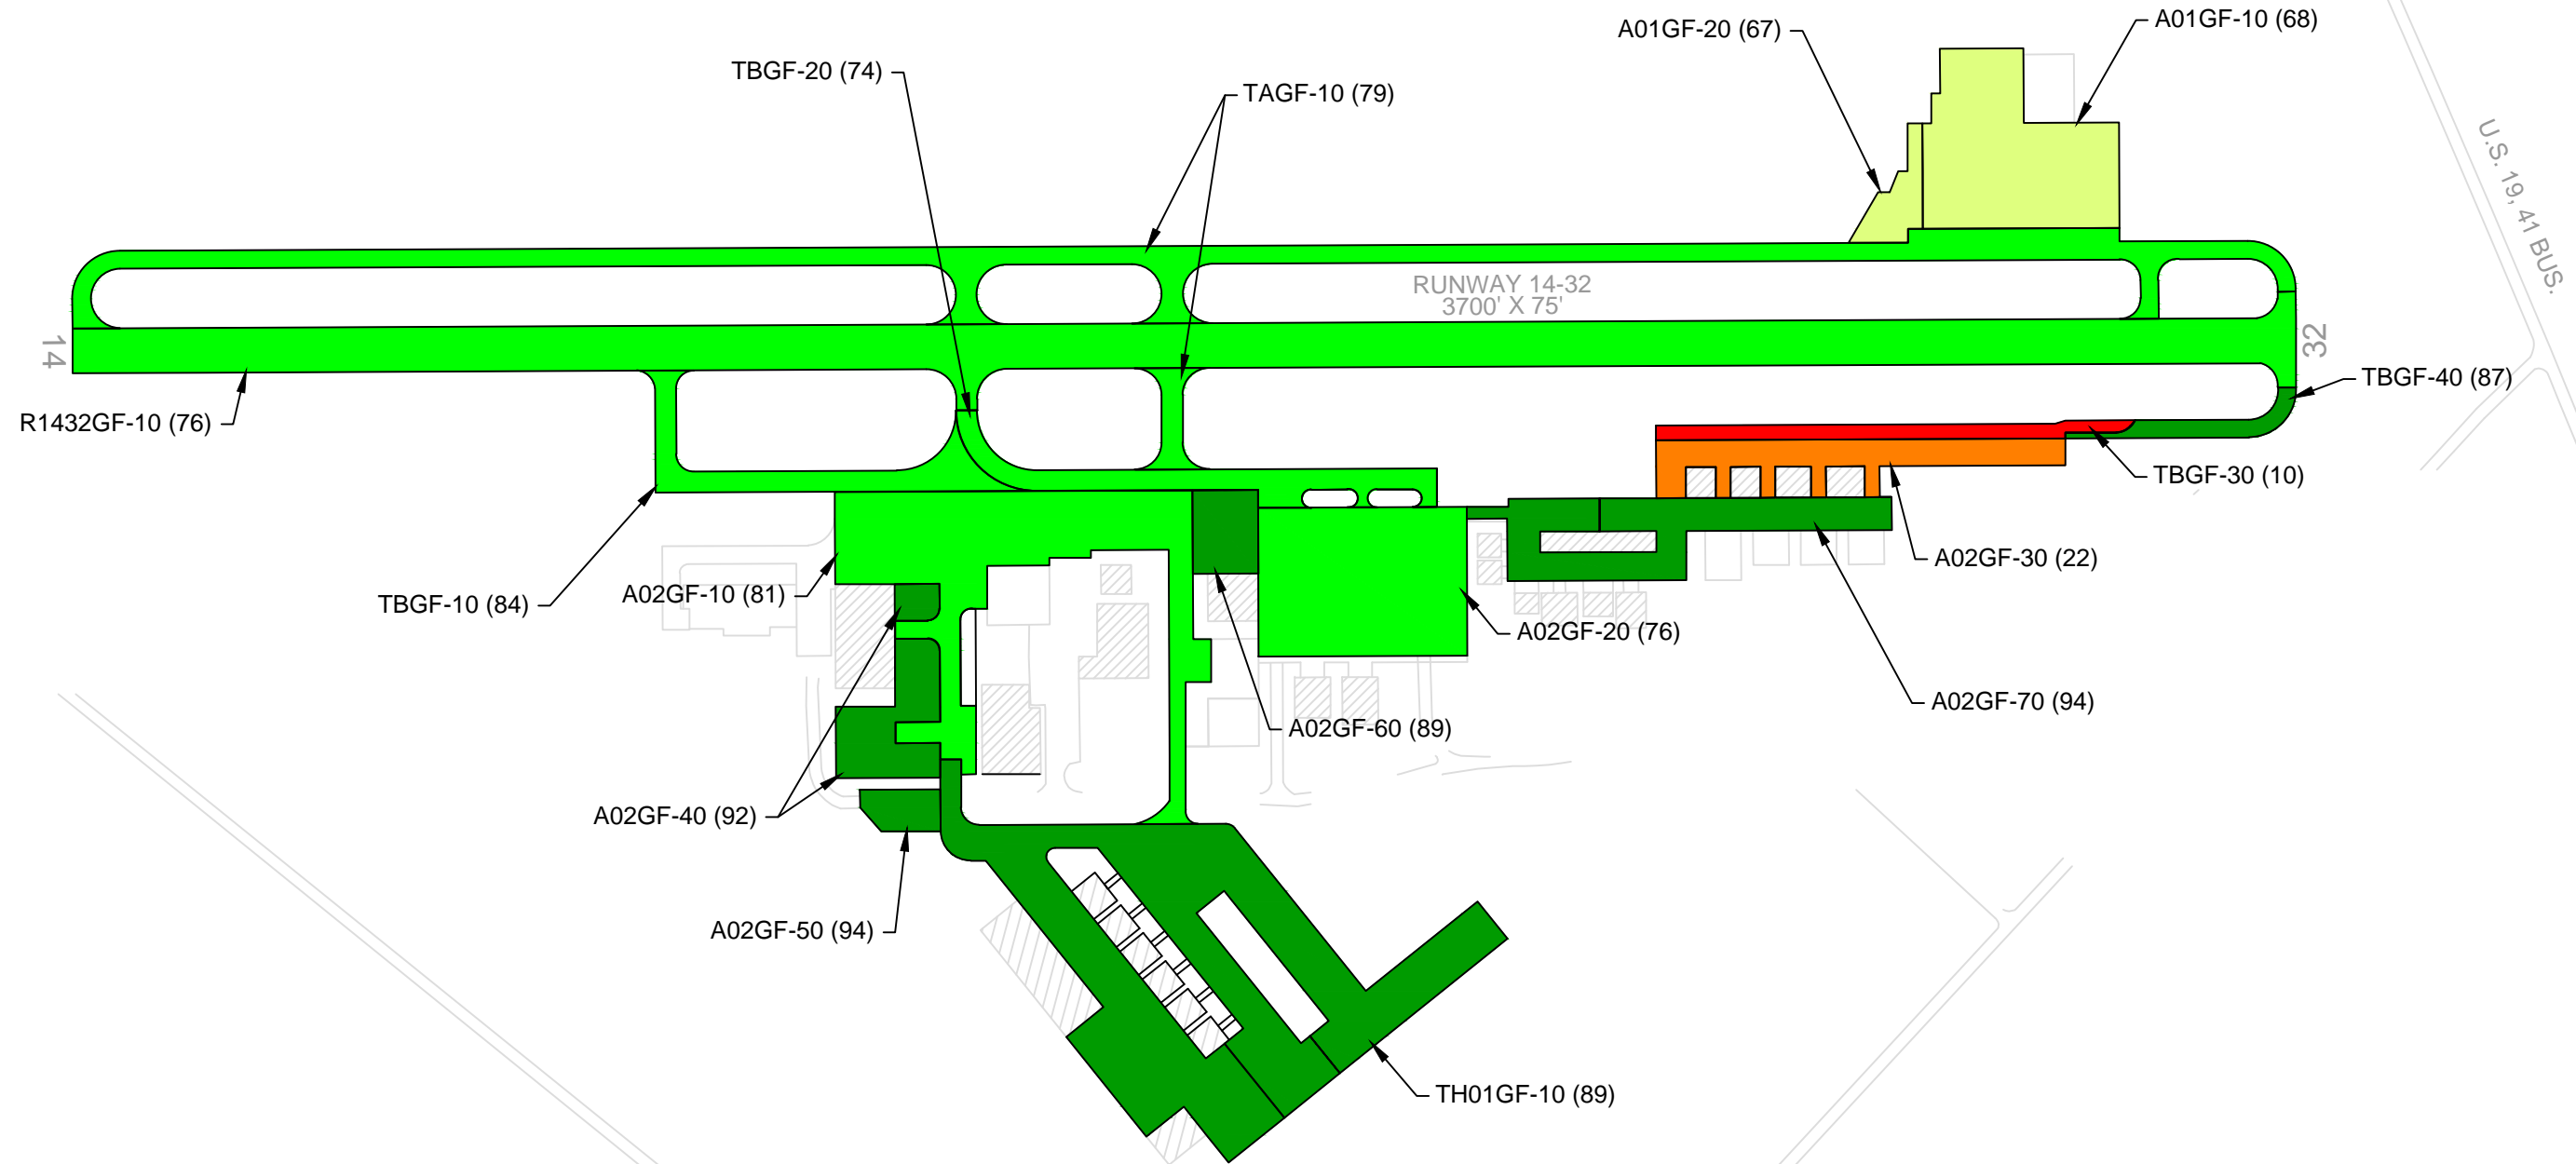 A01GF-10 (68)
A01GF-20 (67)
TBGF-20 (74)
TAGF-10 (79)
U.S. 19, 41 BUS.
RUNWAY 14-32
3700' X 75'
14
32
TBGF-40 (87)
R1432GF-10 (76)
TBGF-30 (10)
A02GF-30 (22)
A02GF-10 (81)
TBGF-10 (84)
A02GF-20 (76)
A02GF-70 (94)
A02GF-60 (89)
A02GF-40 (92)
A02GF-50 (94)
TH01GF-10 (89)